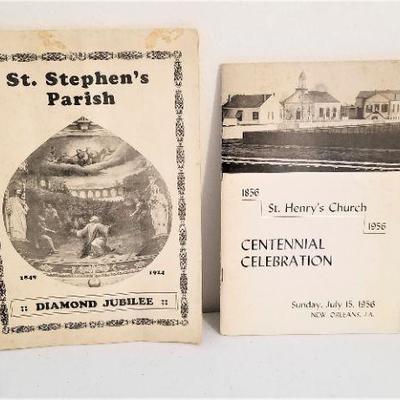 St. Stephen's
Parish
1849 1924
:: DIAMOND JUBILEE ::
1856
St. Henry's Church
1956
CENTENNIAL
CELEBRATION
Sunday, July 15, 1956
NEW ORLEANS, LA.